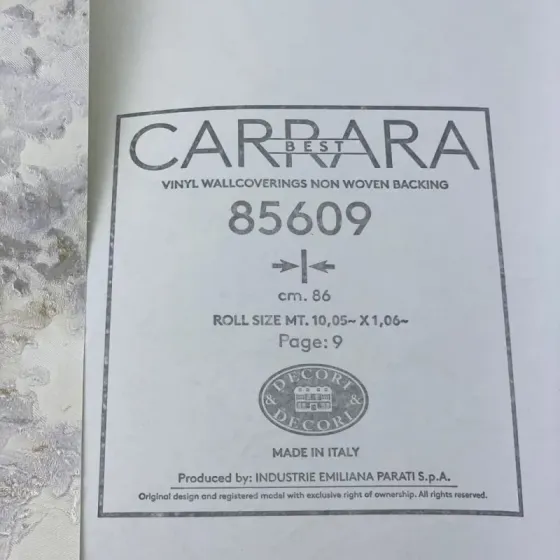 CARRARA
BEST
VINYL WALLCOVERINGS NON WOVEN BACKING
85609
cm. 86
ROLL SIZE MT. 10,05~ X 1,06~
Page: 9
DECORI
& &
DECORI
MADE IN ITALY
Produced by: INDUSTRIE EMILIANA PARATI S.p.A.
Original design and registered model with exclusive right of ownership. All rights reserved.